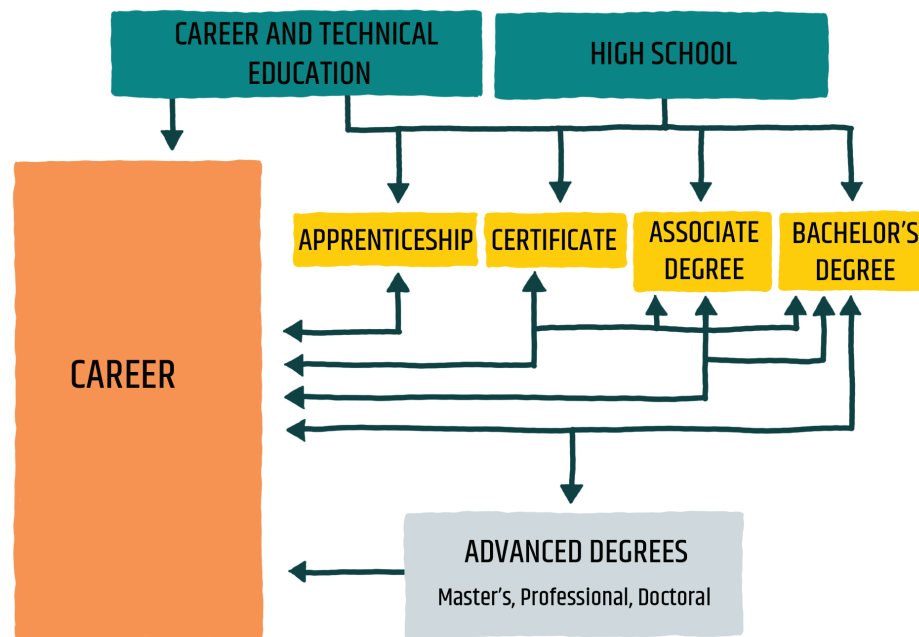 CAREER AND TECHNICAL
EDUCATION
HIGH SCHOOL
APPRENTICESHIP
CERTIFICATE
ASSOCIATE
DEGREE
BACHELOR'S
DEGREE
CAREER
ADVANCED DEGREES
Master's, Professional, Doctoral